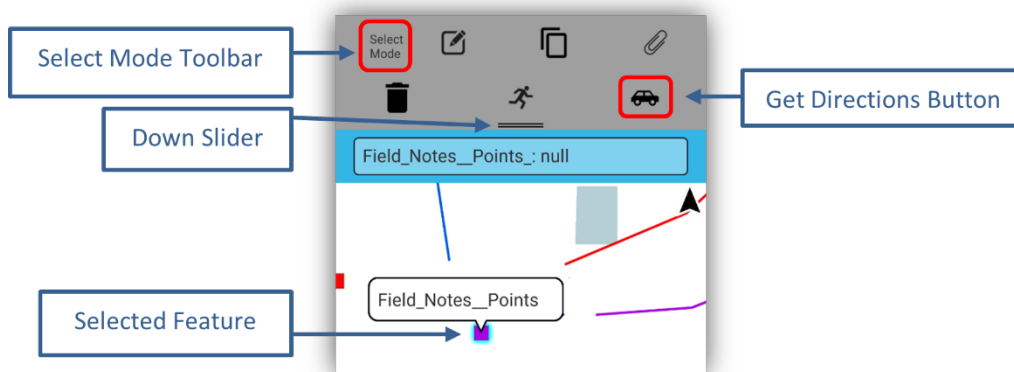 Select Mode Toolbar
Select
Mode
Get Directions Button
Down Slider
Field_Notes__Points_: null
Field_Notes__Points
Selected Feature